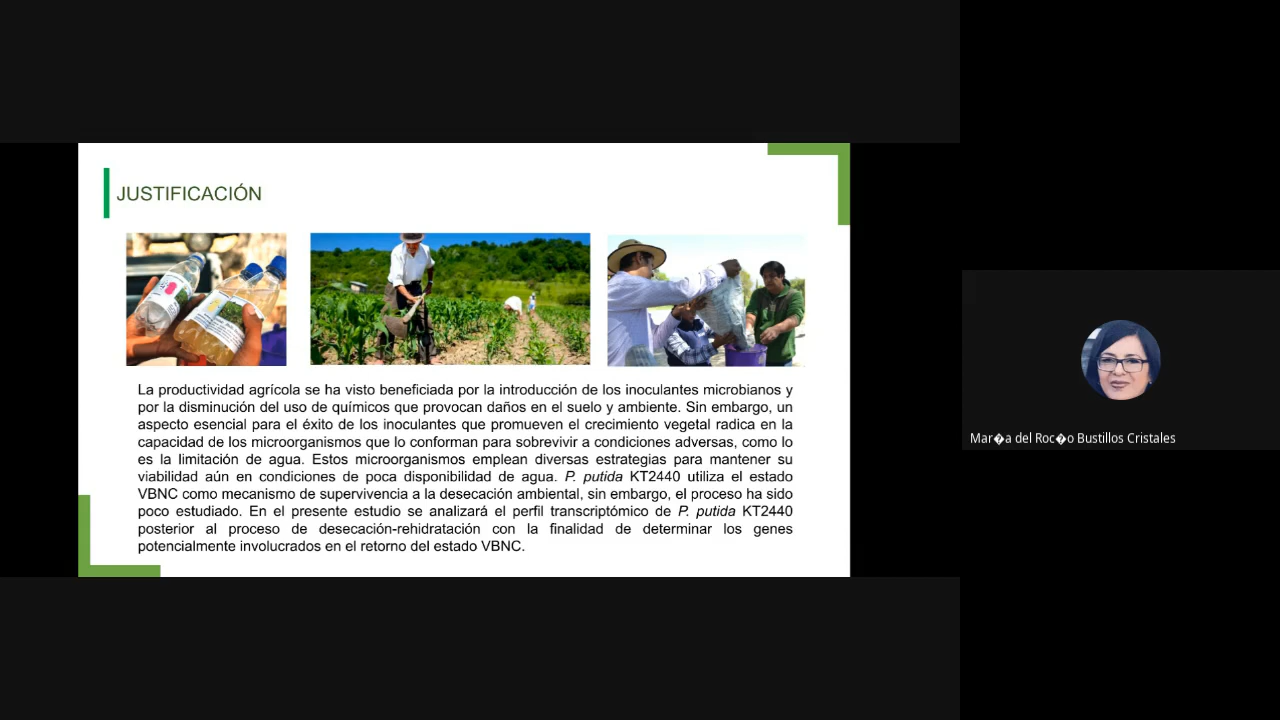 JUSTIFICACIÓN
La productividad agrícola se ha visto beneficiada por la introducción de los inoculantes microbianos y
por la disminución del uso de químicos que provocan daños en el suelo y ambiente. Sin embargo, un
aspecto esencial para el éxito de los inoculantes que promueven el crecimiento vegetal radica en la
capacidad de los microorganismos que lo conforman para sobrevivir a condiciones adversas, como lo
es la limitación de agua. Estos microorganismos emplean diversas estrategias para mantener su
viabilidad aún en condiciones de poca disponibilidad de agua. P. putida KT2440 utiliza el estado
VBNC como mecanismo de supervivencia a la desecación ambiental, sin embargo, el proceso ha sido
poco estudiado. En el presente estudio se analizará el perfil transcriptómico de P. putida KT2440
posterior al proceso de desecación-rehidratación con la finalidad de determinar los genes
potencialmente involucrados en el retorno del estado VBNC.
Mar�a del Roc�o Bustillos Cristales